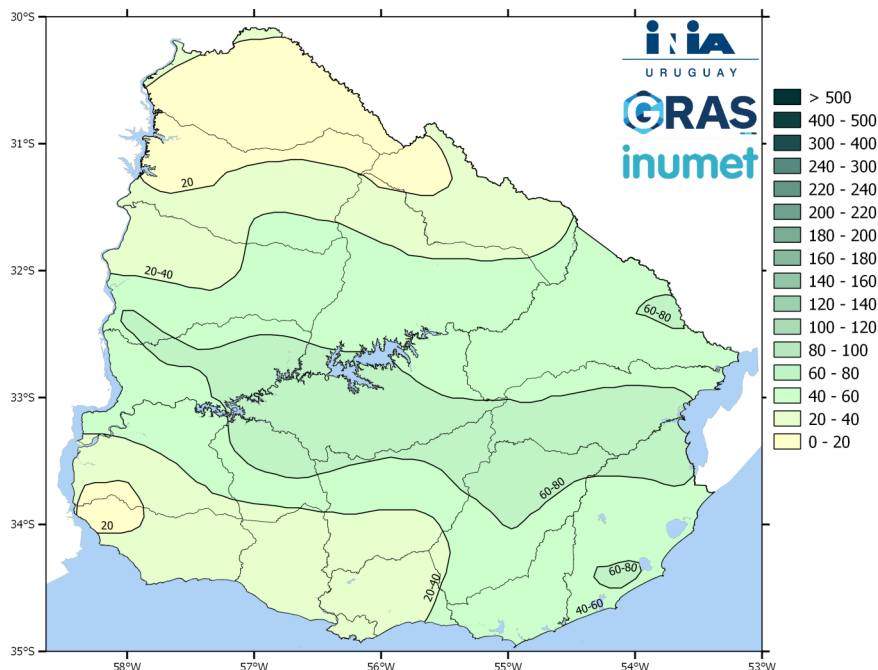 30°S
31°S
32°S
33°S
34°S
35°S
58°W
57°W
56°W
55°W
54°W
53°W
INIA
URUGUAY
GRAS
inumet
> 500
400 - 500
300 - 400
240 - 300
220 - 240
200 - 220
180 - 200
160 - 180
140 - 160
120 - 140
100 - 120
80 - 100
60 - 80
40 - 60
20 - 40
0 - 20
20
20-40
60-80
60-80
20
20-40
60-80
40-60